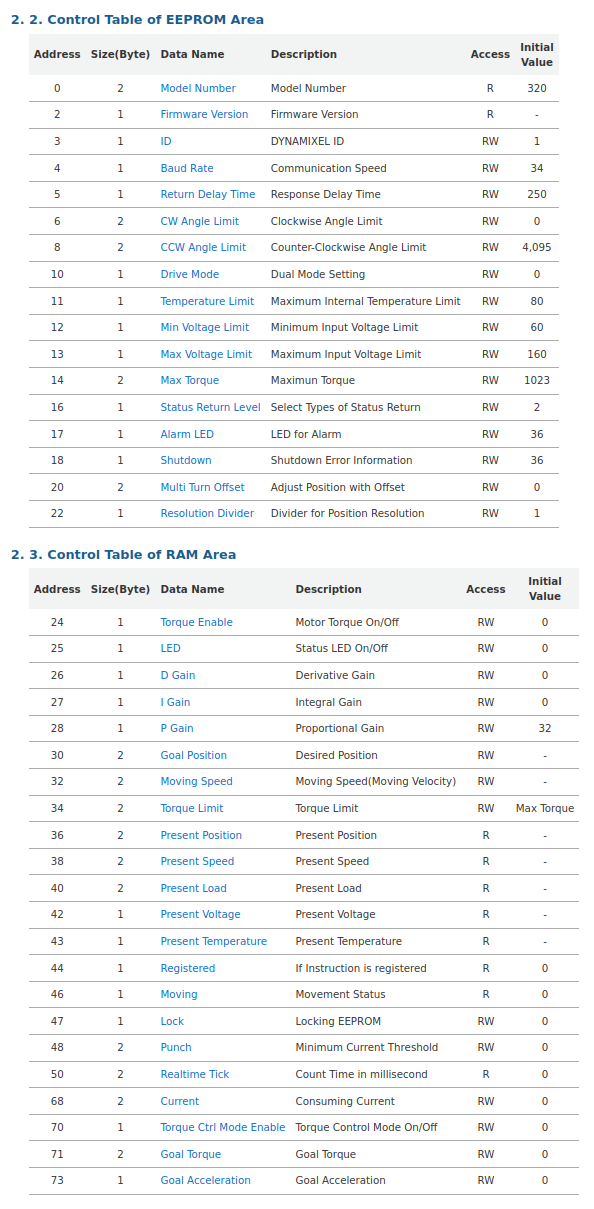 2. 2. Control Table of EEPROM Area
Address Size(Byte) Data Name Description Access Initial Value
0 2 Model Number Model Number R 320
2 1 Firmware Version Firmware Version R -
3 1 ID DYNAMIXEL ID RW 1
4 1 Baud Rate Communication Speed RW 34
5 1 Return Delay Time Response Delay Time RW 250
6 2 CW Angle Limit Clockwise Angle Limit RW 0
8 2 CCW Angle Limit Counter-Clockwise Angle Limit RW 4,095
10 1 Drive Mode Dual Mode Setting RW 0
11 1 Temperature Limit Maximum Internal Temperature Limit RW 80
12 1 Min Voltage Limit Minimum Input Voltage Limit RW 60
13 1 Max Voltage Limit Maximum Input Voltage Limit RW 160
14 2 Max Torque Maximun Torque RW 1023
16 1 Status Return Level Select Types of Status Return RW 2
17 1 Alarm LED LED for Alarm RW 36
18 1 Shutdown Shutdown Error Information RW 36
20 2 Multi Turn Offset Adjust Position with Offset RW 0
22 1 Resolution Divider Divider for Position Resolution RW 1
2. 3. Control Table of RAM Area
Address Size(Byte) Data Name Description Access Initial Value
24 1 Torque Enable Motor Torque On/Off RW 0
25 1 LED Status LED On/Off RW 0
26 1 D Gain Derivative Gain RW 0
27 1 I Gain Integral Gain RW 0
28 1 P Gain Proportional Gain RW 32
30 2 Goal Position Desired Position RW -
32 2 Moving Speed Moving Speed(Moving Velocity) RW -
34 2 Torque Limit Torque Limit RW Max Torque
36 2 Present Position Present Position R -
38 2 Present Speed Present Speed R -
40 2 Present Load Present Load R -
42 1 Present Voltage Present Voltage R -
43 1 Present Temperature Present Temperature R -
44 1 Registered If Instruction is registered R 0
46 1 Moving Movement Status R 0
47 1 Lock Locking EEPROM RW 0
48 2 Punch Minimum Current Threshold RW 0
50 2 Realtime Tick Count Time in millisecond R 0
68 2 Current Consuming Current RW 0
70 1 Torque Ctrl Mode Enable Torque Control Mode On/Off RW 0
71 2 Goal Torque Goal Torque RW 0
73 1 Goal Acceleration Goal Acceleration RW 0